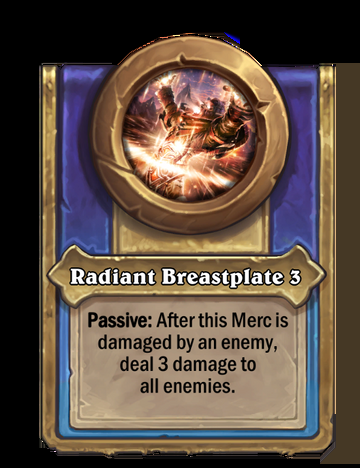 Radiant Breastplate 3
Passive: After this Merc is
damaged by an enemy,
deal 3 damage to
all enemies.